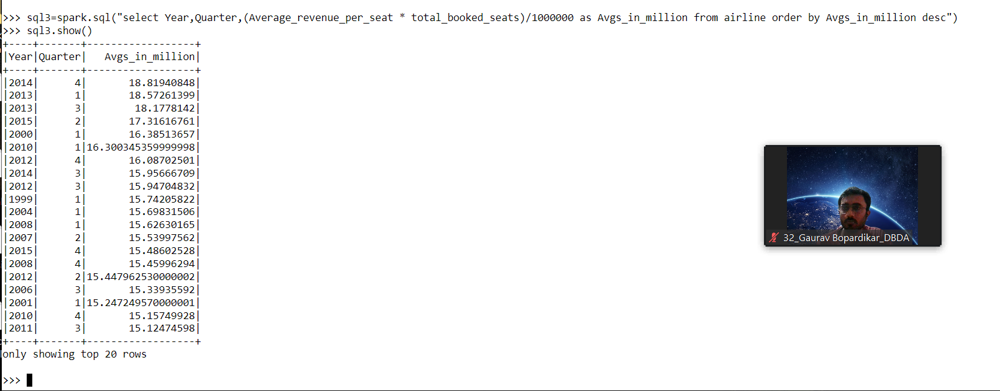 >>> sql3=spark.sql("select Year,Quarter,(Average_revenue_per_seat * total_booked_seats)/1000000 as Avgs_in_million from airline order by Avgs_in_million desc")
>>> sql3.show()
+----+-------+------------------+
|Year|Quarter|   Avgs_in_million|
+----+-------+------------------+
|2014|      4|       18.81940848|
|2013|      1|       18.57261399|
|2013|      3|        18.1778142|
|2015|      2|       17.31616761|
|2000|      1|       16.38513657|
|2010|      1|16.300345359999998|
|2012|      4|       16.08702501|
|2014|      3|       15.95666709|
|2012|      3|       15.94704832|
|1999|      1|       15.74205822|
|2004|      1|       15.69831506|
|2008|      1|       15.62630165|
|2007|      2|       15.53997562|
|2015|      4|       15.48602528|
|2008|      4|       15.45996294|
|2012|      2|15.447962530000002|
|2006|      3|       15.33935592|
|2001|      1|15.247249570000001|
|2010|      4|       15.15749928|
|2011|      3|       15.12474598|
+----+-------+------------------+
only showing top 20 rows
>>>
32_Gaurav Bopardikar_DBDA